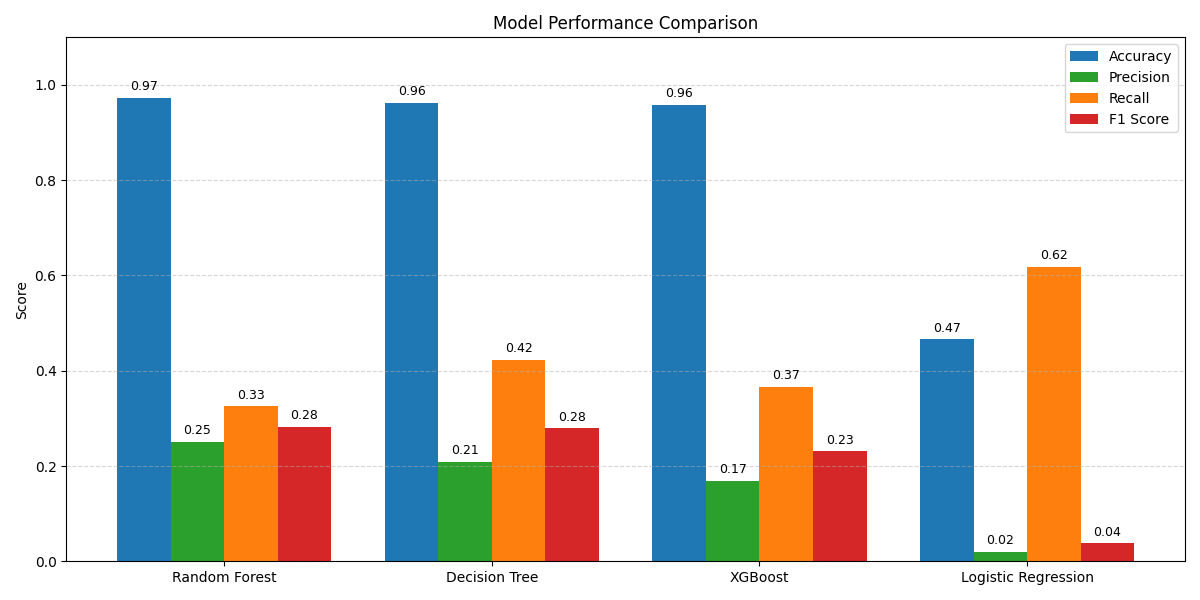 Model Performance Comparison
Accuracy
Precision
Recall
F1 Score
Score
1.0
0.8
0.6
0.4
0.2
0.0
0.97
0.25
0.33
0.28
0.96
0.21
0.42
0.28
0.96
0.17
0.37
0.23
0.47
0.02
0.62
0.04
Random Forest
Decision Tree
XGBoost
Logistic Regression